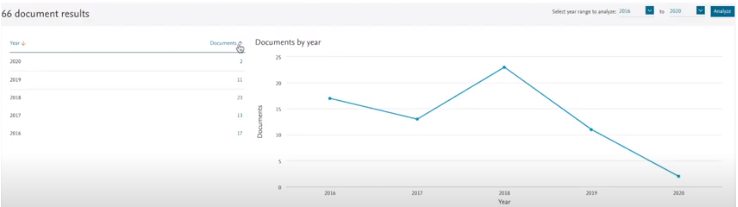 66 document results
Select year range to analyze: 2016 to 2020 Analyze
Year Documents
2020 2
2019 11
2018 23
2017 13
2016 17
Documents by year
Documents
25
20
15
10
5
0
2016 2017 2018 2019 2020
Year